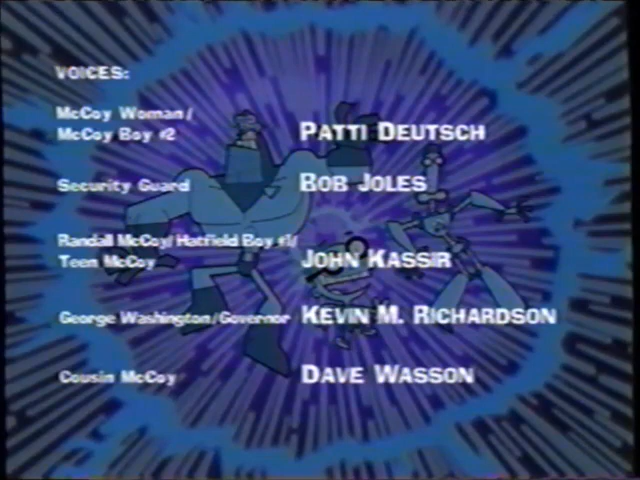 VOICES:
McCoy Woman/
McCoy Boy #2 PATTI DEUTSCH
Security Guard BOB JOLES
Randall McCoy/Hatfield Boy #1/
Teen McCoy JOHN KASSIR
George Washington/Governor KEVIN M. RICHARDSON
Cousin McCoy DAVE WASSON